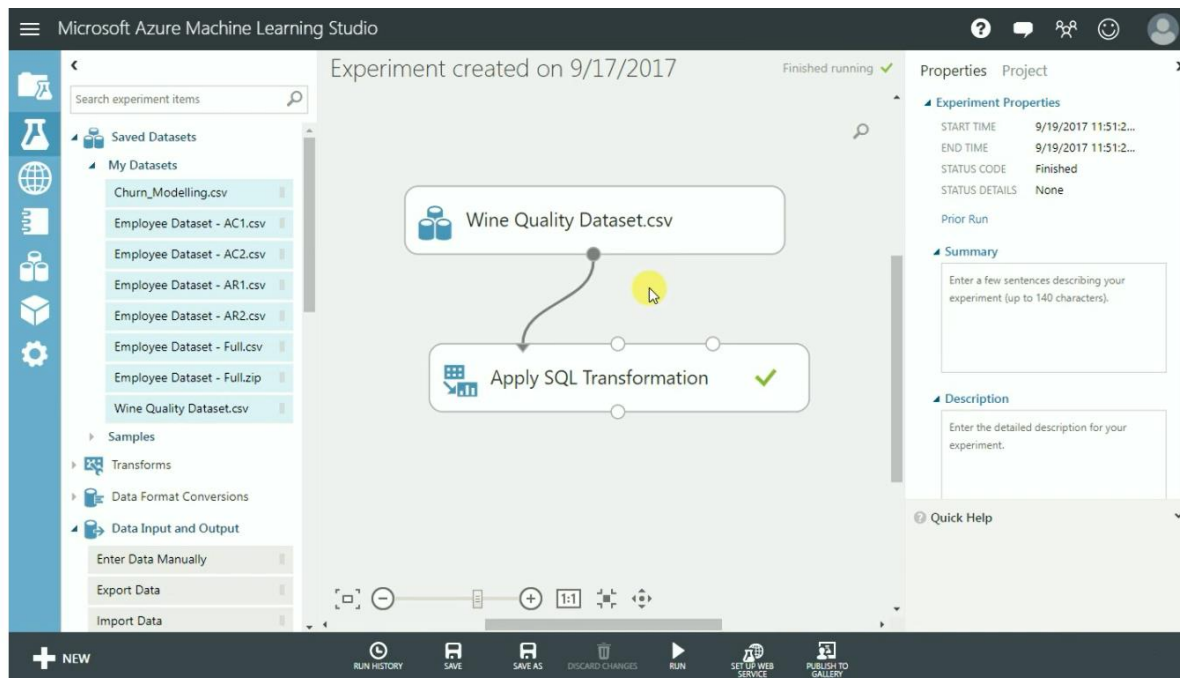 Microsoft Azure Machine Learning Studio
Experiment created on 9/17/2017
Finished running
Search experiment items
Saved Datasets
My Datasets
Churn_Modelling.csv
Employee Dataset - AC1.csv
Employee Dataset - AC2.csv
Employee Dataset - AR1.csv
Employee Dataset - AR2.csv
Employee Dataset - Full.csv
Employee Dataset - Full.zip
Wine Quality Dataset.csv
Samples
Transforms
Data Format Conversions
Data Input and Output
Enter Data Manually
Export Data
Import Data
Wine Quality Dataset.csv
Apply SQL Transformation
1:1
Properties Project
Experiment Properties
START TIME 9/19/2017 11:51:2...
END TIME 9/19/2017 11:51:2...
STATUS CODE Finished
STATUS DETAILS None
Prior Run
Summary
Enter a few sentences describing your
experiment (up to 140 characters).
Description
Enter the detailed description for your
experiment.
Quick Help
NEW
RUN HISTORY
SAVE
SAVE AS
DISCARD CHANGES
RUN
SET UP WEB
SERVICE
PUBLISH TO
GALLERY